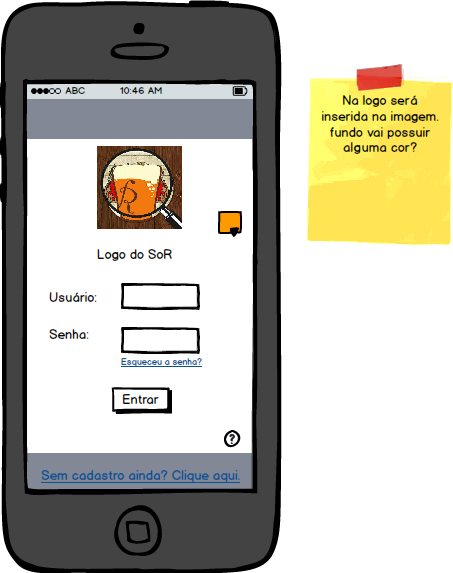 ABC 10:46 AM
Logo do SoR
Usuário:
Senha:
Esqueceu a senha?
Entrar
?
Sem cadastro ainda? Clique aqui.
Na logo será
inserida na imagem.
fundo vai possuir
alguma cor?